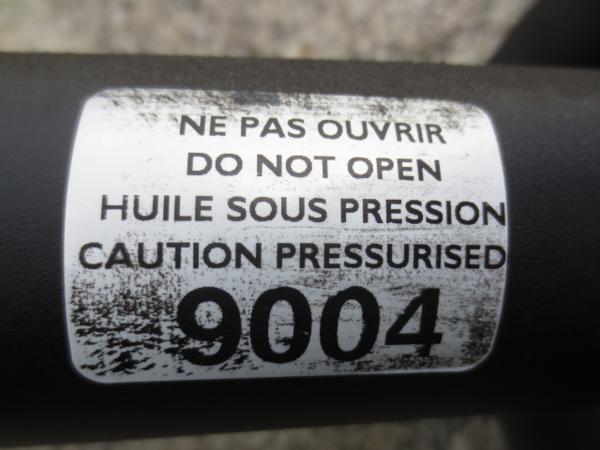 NE PAS OUVRIR
DO NOT OPEN
HUILE SOUS PRESSION
CAUTION PRESSURISED
9004